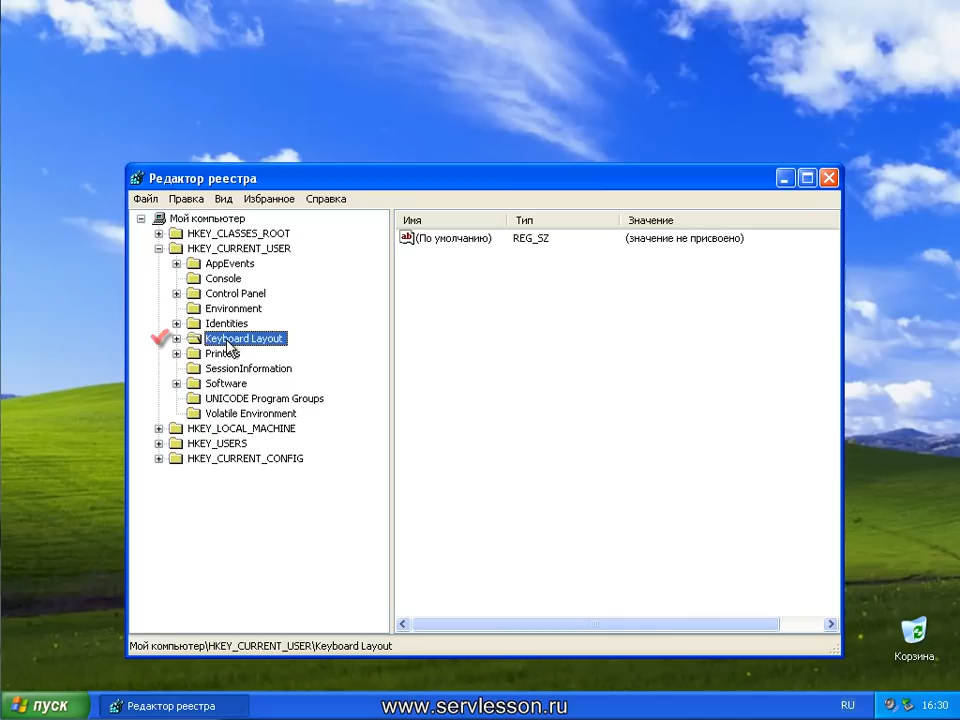 Редактор реестра
Файл Правка Вид Избранное Справка
Мой компьютер
HKEY_CLASSES_ROOT
HKEY_CURRENT_USER
AppEvents
Console
Control Panel
Environment
Identities
Keyboard Layout
Printers
SessionInformation
Software
UNICODE Program Groups
Volatile Environment
HKEY_LOCAL_MACHINE
HKEY_USERS
HKEY_CURRENT_CONFIG
Имя Тип Значение
ab (По умолчанию) REG_SZ (значение не присвоено)
Мой компьютер\HKEY_CURRENT_USER\Keyboard Layout
Корзина
пуск Редактор реестра www.servlesson.ru RU 16:30